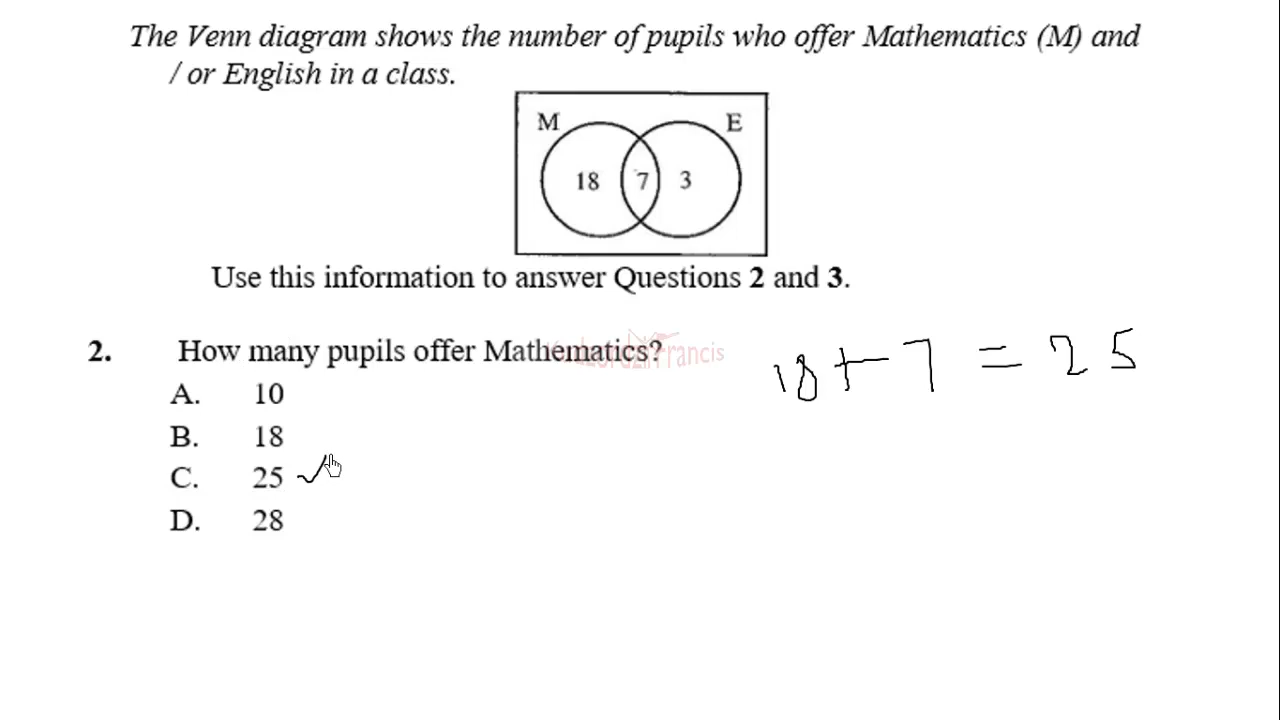 The Venn diagram shows the number of pupils who offer Mathematics (M) and
/ or English in a class.
M E
18 7 3
Use this information to answer Questions 2 and 3.
2. How many pupils offer Mathematics?
18 + 7 = 25
A. 10
B. 18
C. 25 ✓
D. 28
Francis